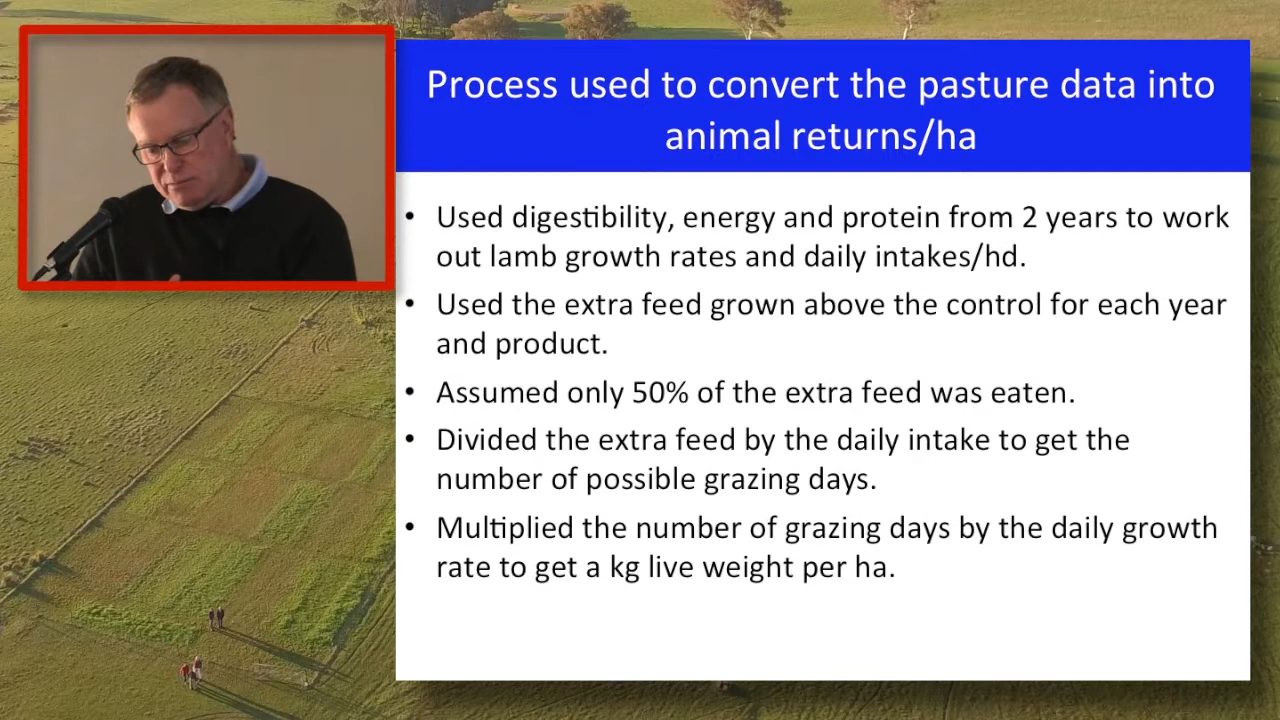 Process used to convert the pasture data into
animal returns/ha
• Used digestibility, energy and protein from 2 years to work
out lamb growth rates and daily intakes/hd.
• Used the extra feed grown above the control for each year
and product.
• Assumed only 50% of the extra feed was eaten.
• Divided the extra feed by the daily intake to get the
number of possible grazing days.
• Multiplied the number of grazing days by the daily growth
rate to get a kg live weight per ha.